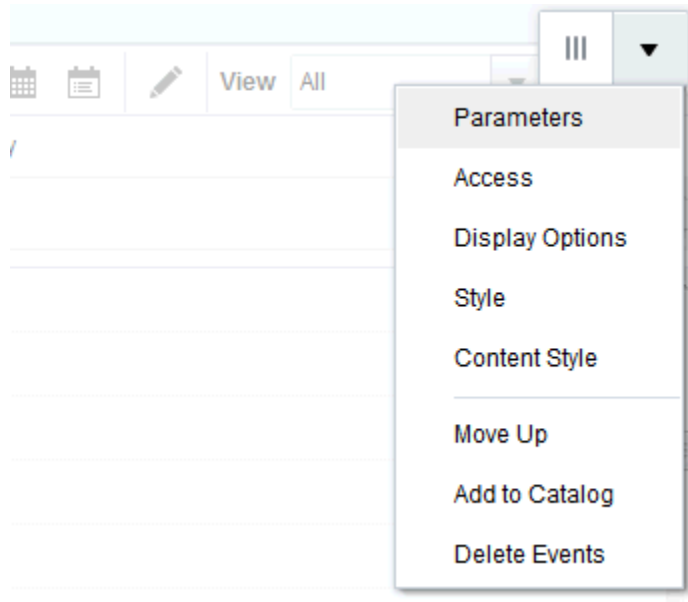 View All
Parameters
Access
Display Options
Style
Content Style
Move Up
Add to Catalog
Delete Events